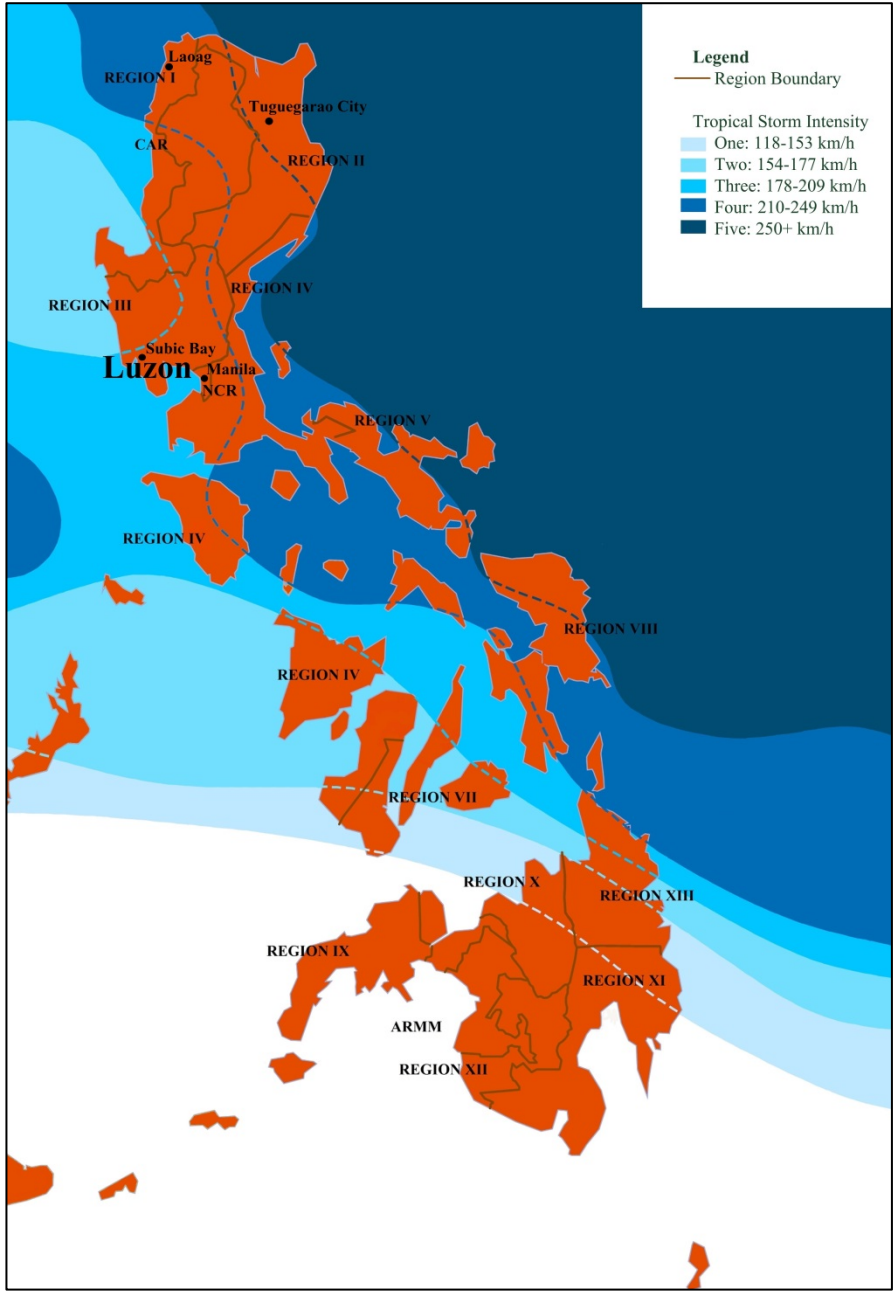 Legend
Region Boundary
Tropical Storm Intensity
One: 118-153 km/h
Two: 154-177 km/h
Three: 178-209 km/h
Four: 210-249 km/h
Five: 250+ km/h
Laoag
REGION I
Tuguegarao City
CAR
REGION II
REGION IV
REGION III
Subic Bay
Luzon
Manila
NCR
REGION V
REGION IV
REGION VIII
REGION IV
REGION VII
REGION X
REGION XIII
REGION IX
REGION XI
ARMM
REGION XII